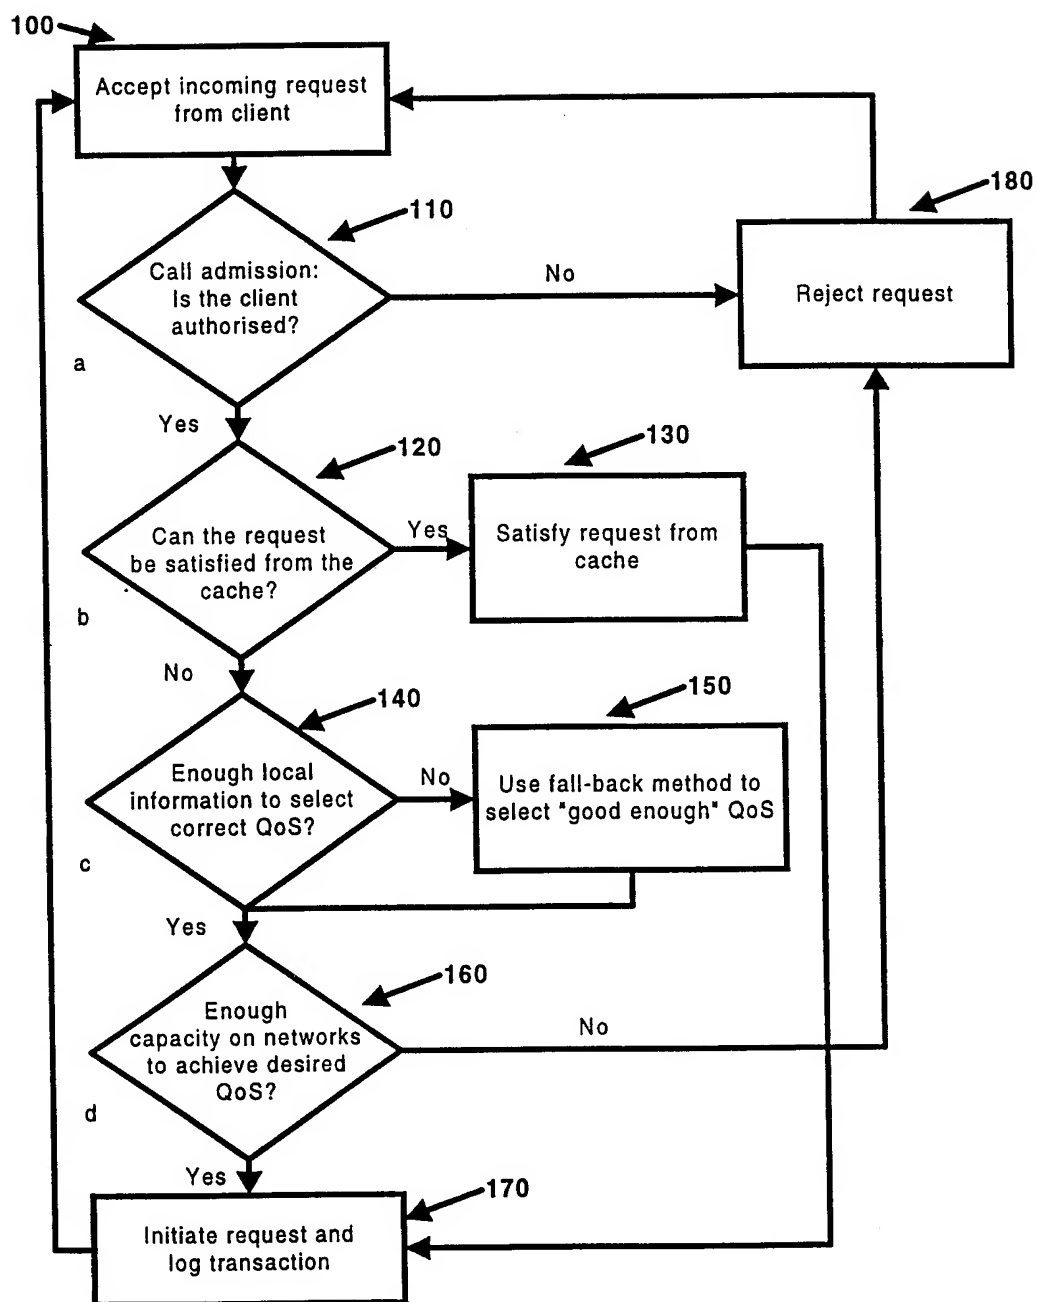 100
Accept incoming request
from client
110
180
Call admission:
Is the client
authorised?
No
Reject request
a
Yes
120
130
Can the request
be satisfied from the
cache?
Yes
Satisfy request from
cache
b
No
140
150
Enough local
information to select
correct QoS?
No
Use fall-back method to
select "good enough" QoS
c
Yes
160
Enough
capacity on networks
to achieve desired
QoS?
No
d
Yes
170
Initiate request and
log transaction